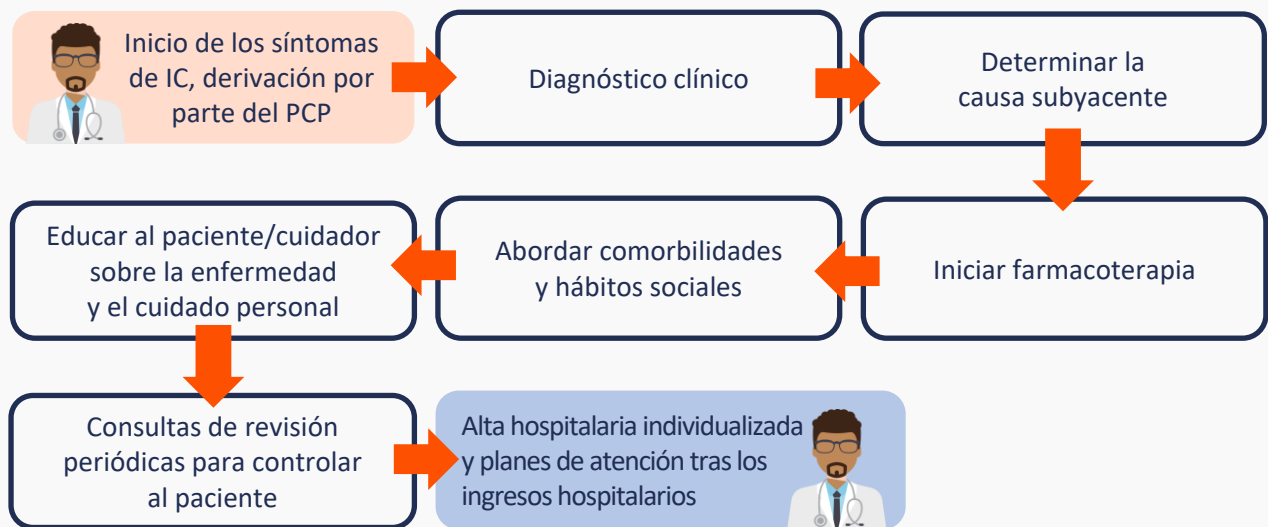 Inicio de los síntomas
de IC, derivación por
parte del PCP
Diagnóstico clínico
Determinar la
causa subyacente
Iniciar farmacoterapia
Abordar comorbilidades
y hábitos sociales
Educar al paciente/cuidador
sobre la enfermedad
y el cuidado personal
Consultas de revisión
periódicas para controlar
al paciente
Alta hospitalaria individualizada
y planes de atención tras los
ingresos hospitalarios